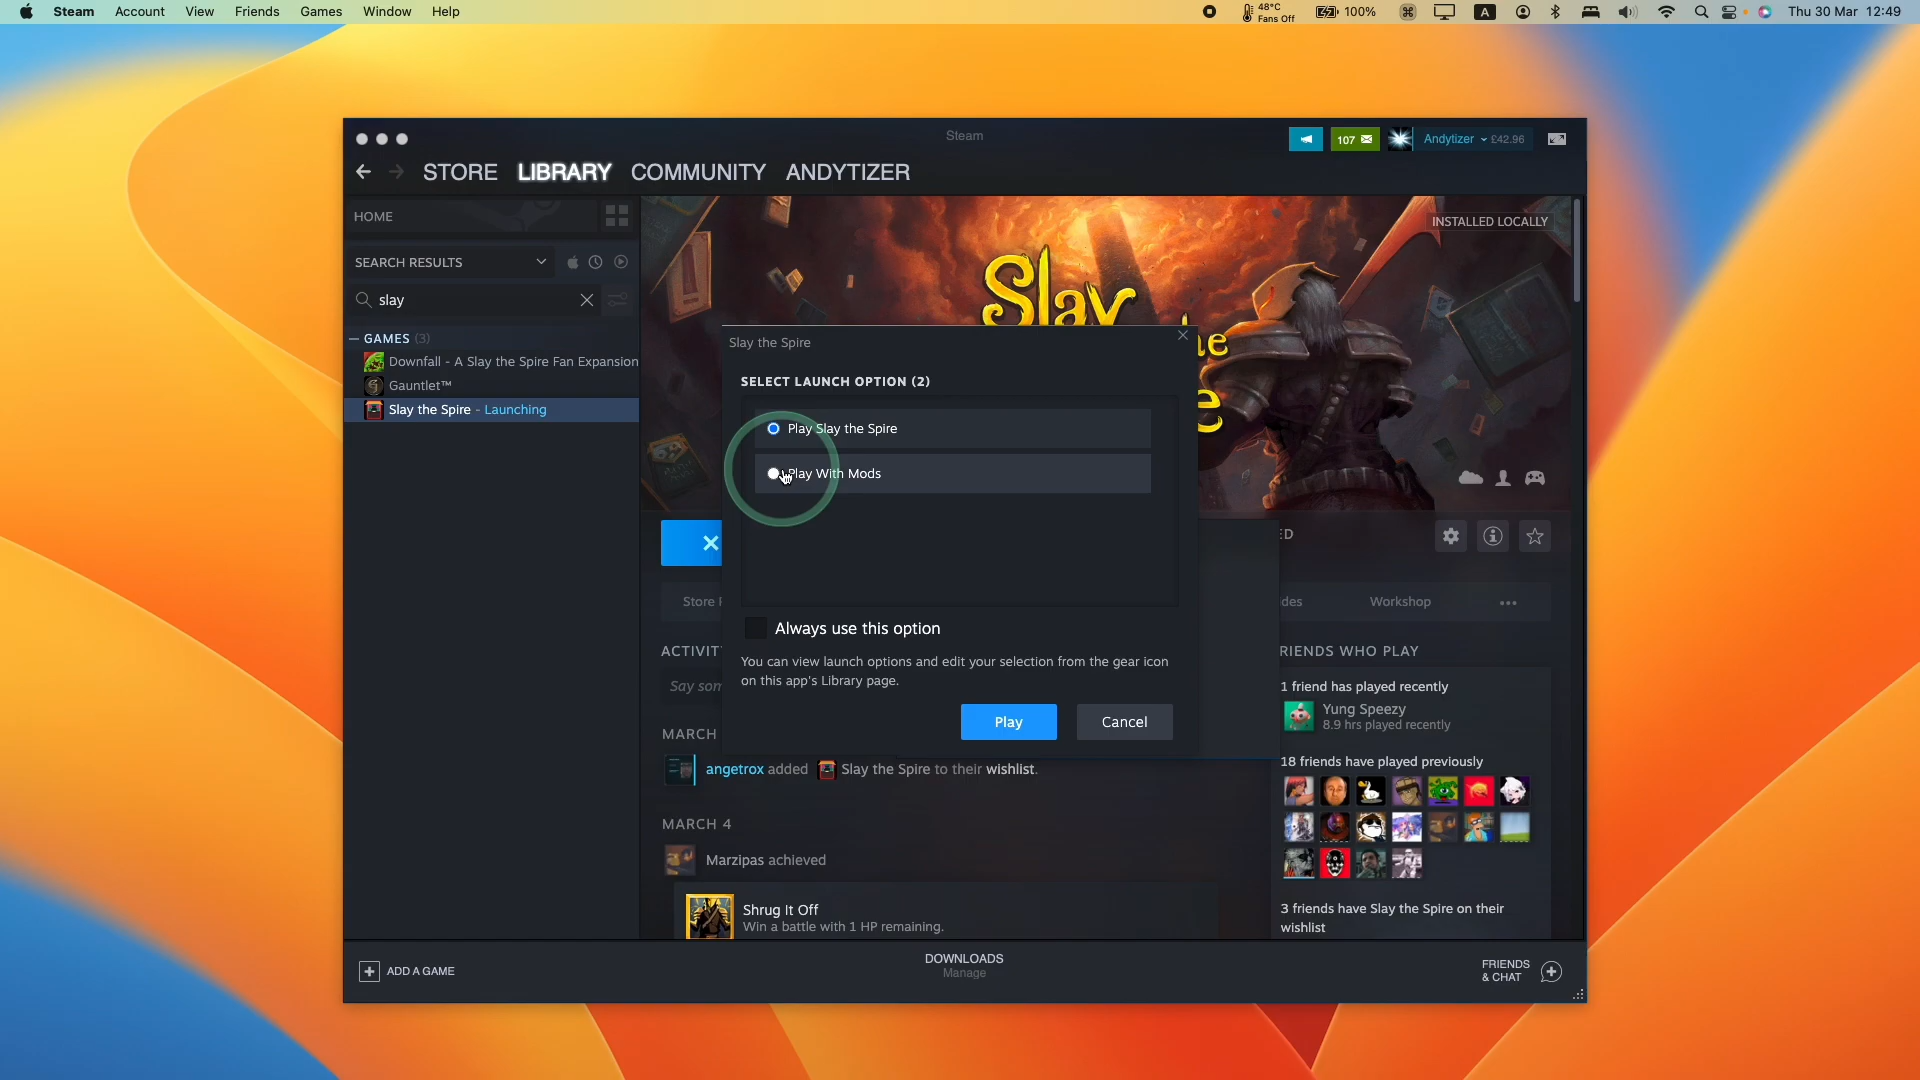 Steam Account View Friends Games Window Help
48°C
Fans Off
100%
A
Thu 30 Mar 12:49
Steam
107
Andytizer
£42.96
STORE LIBRARY COMMUNITY ANDYTIZER
HOME
SEARCH RESULTS
slay
GAMES (3)
Downfall - A Slay the Spire Fan Expansion
Gauntlet™
Slay the Spire - Launching
INSTALLED LOCALLY
Slay
Slay the Spire
SELECT LAUNCH OPTION (2)
Play Slay the Spire
Play With Mods
Always use this option
You can view launch options and edit your selection from the gear icon
on this app's Library page.
Play
Cancel
Store
Workshop
ACTIVIT
Say som
MARCH
angetrox added Slay the Spire to their wishlist.
MARCH 4
Marzipas achieved
Shrug It Off
Win a battle with 1 HP remaining.
ED
des
RIENDS WHO PLAY
1 friend has played recently
Yung Speezy
8.9 hrs played recently
18 friends have played previously
3 friends have Slay the Spire on their
wishlist
ADD A GAME
DOWNLOADS
Manage
FRIENDS
& CHAT